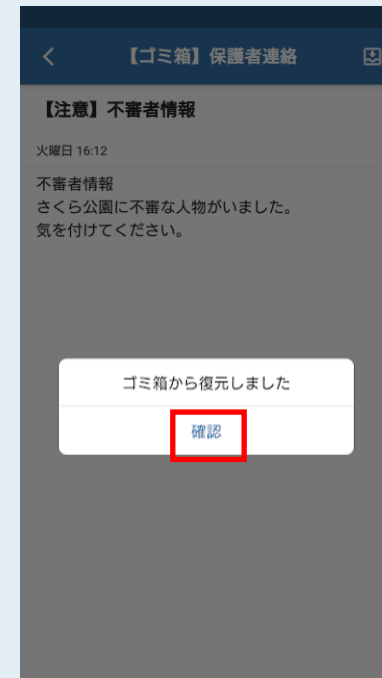 【ゴミ箱】保護者連絡
【注意】不審者情報
火曜日 16:12
不審者情報
さくら公園に不審な人物がいました。
気を付けてください。
ゴミ箱から復元しました
確認